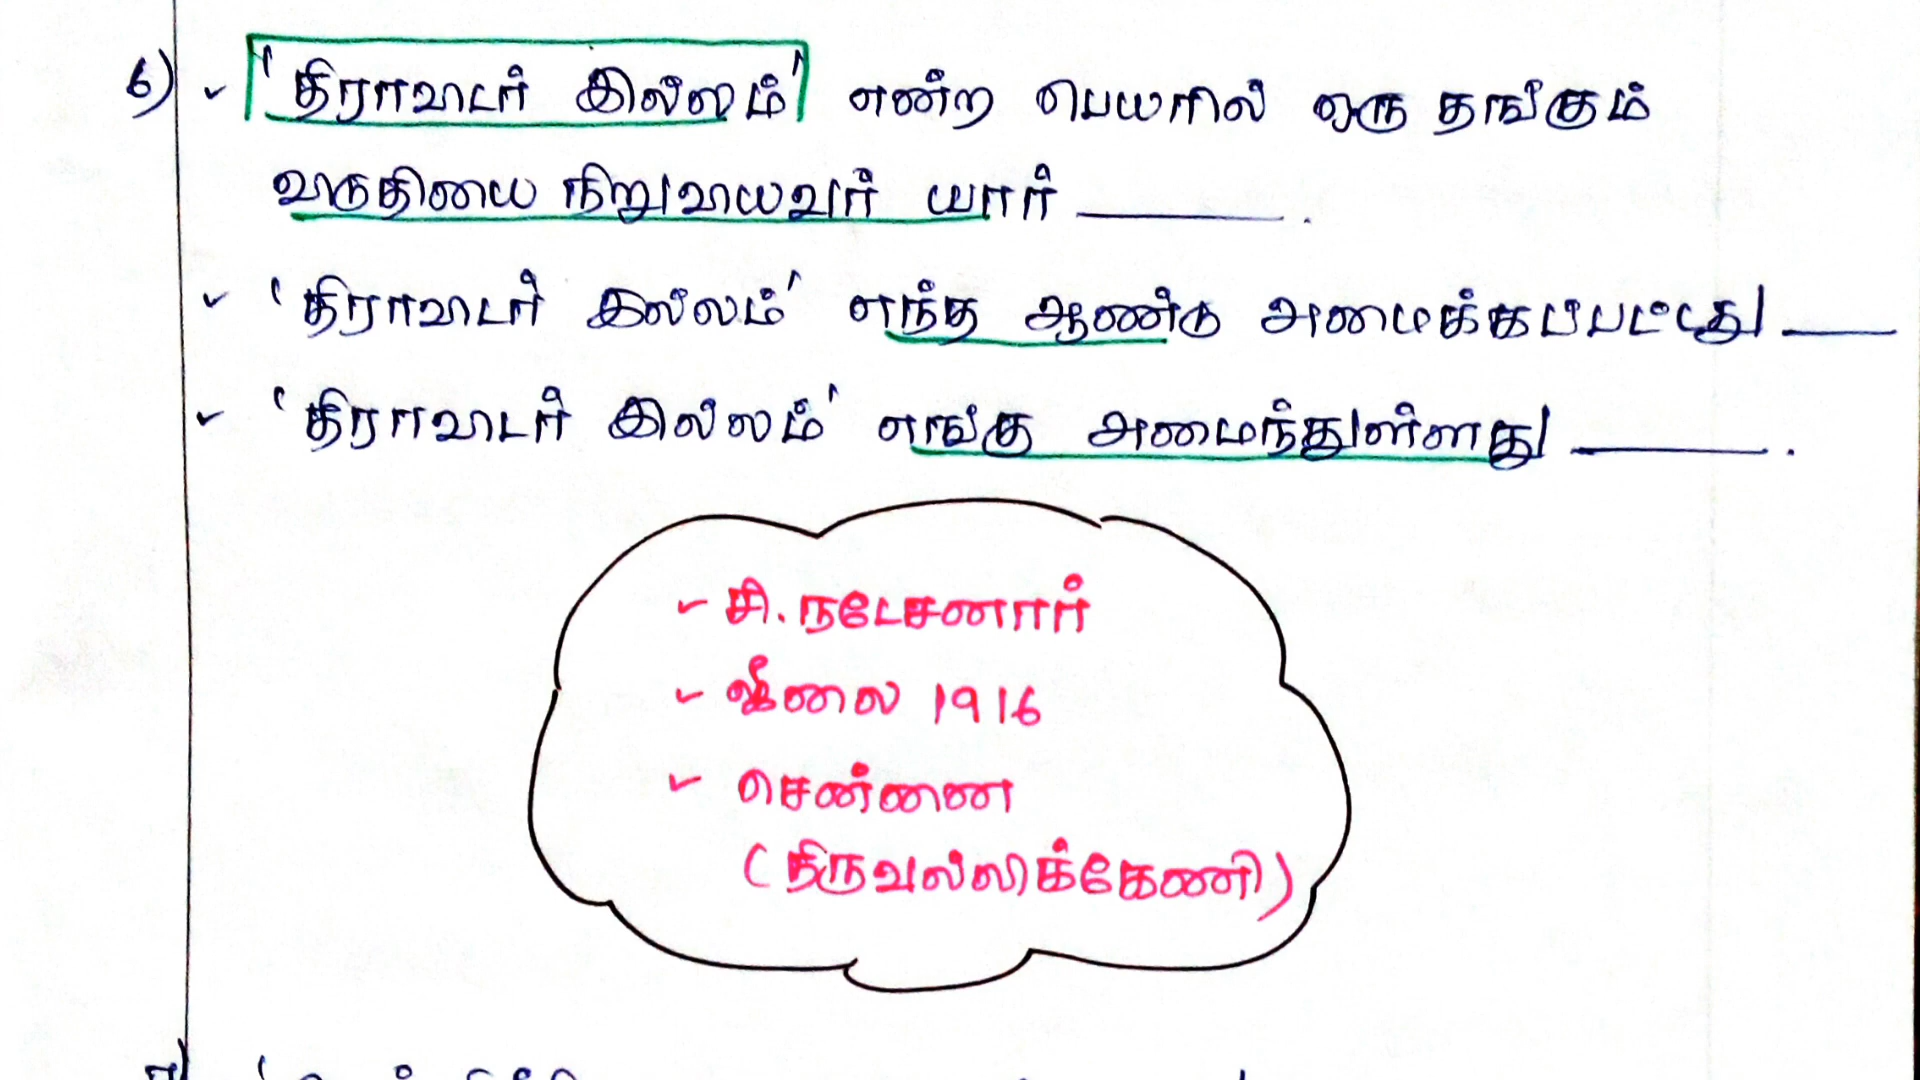 6) 'திராவிடர் இல்லம்' என்ற பெயரில் ஒரு தங்கும்
விடுதியை நிறுவியவர் யார் ______.
'திராவிடர் இல்லம்' எந்த ஆண்டு அமைக்கப்பட்டது ______
'திராவிடர் இல்லம்' எங்கு அமைந்துள்ளது ______.
சி. நடேசனார்
ஜீலை 1916
சென்னை
(திருவல்லிக்கேணி)